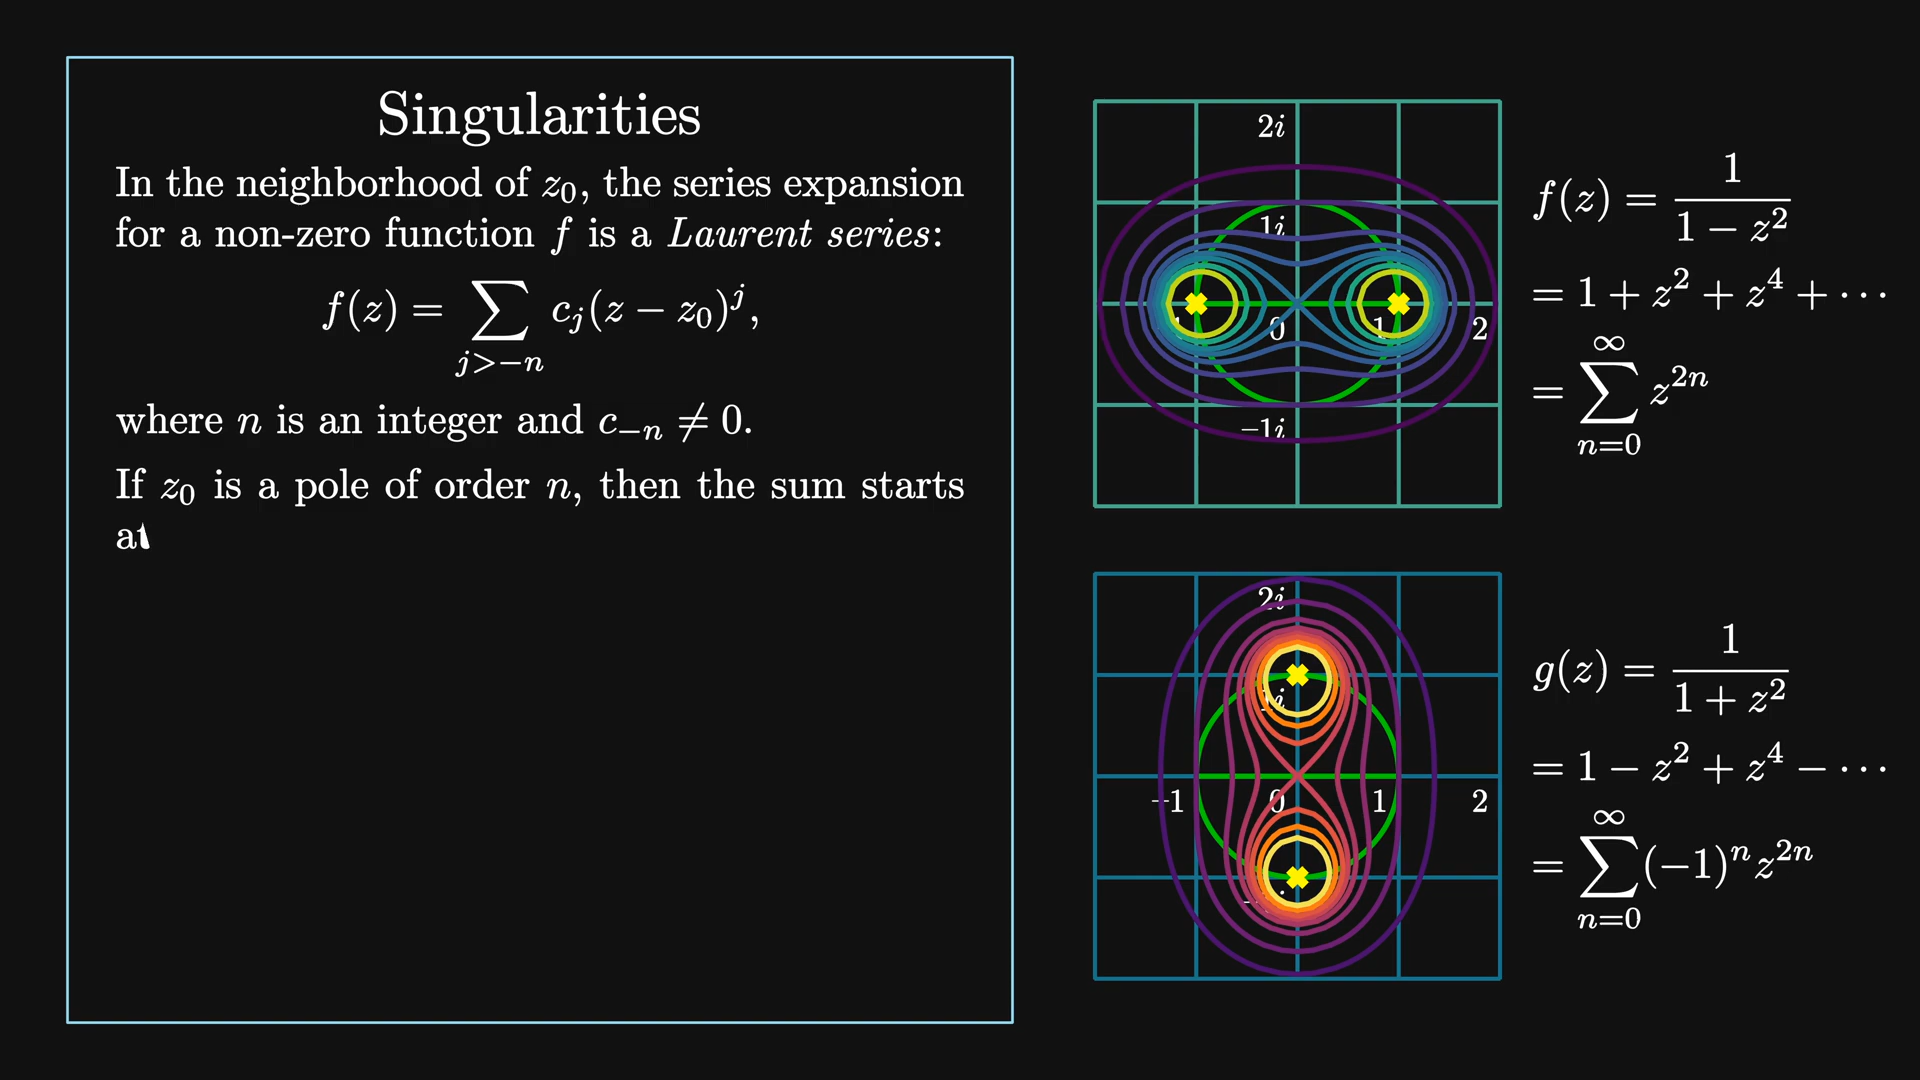 Singularities
In the neighborhood of z₀, the series expansion
for a non-zero function f is a Laurent series:
f(z) = ∑_{j>−n} c_j(z − z₀)^j,
where n is an integer and c_{−n} ≠ 0.
If z₀ is a pole of order n, then the sum starts
at
2i
1i
0
1
2
−1i
f(z) = 1/(1 − z²)
= 1 + z² + z⁴ + ⋯
= ∑_{n=0}^{∞} z^{2n}
2i
−1
0
1
2
g(z) = 1/(1 + z²)
= 1 − z² + z⁴ − ⋯
= ∑_{n=0}^{∞} (−1)^n z^{2n}